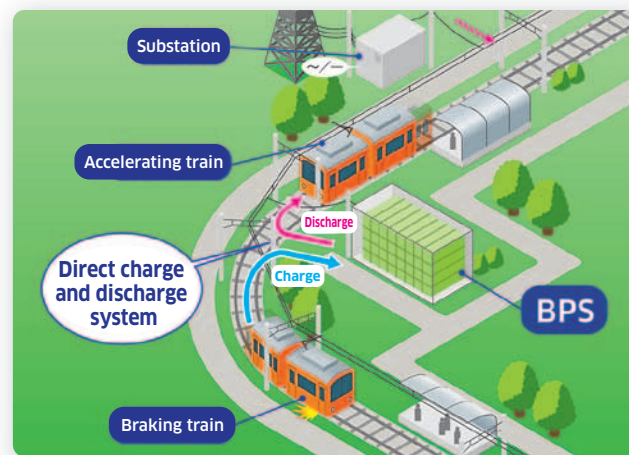 Substation
~/−
Accelerating train
Discharge
Direct charge
and discharge
system
Charge
BPS
Braking train